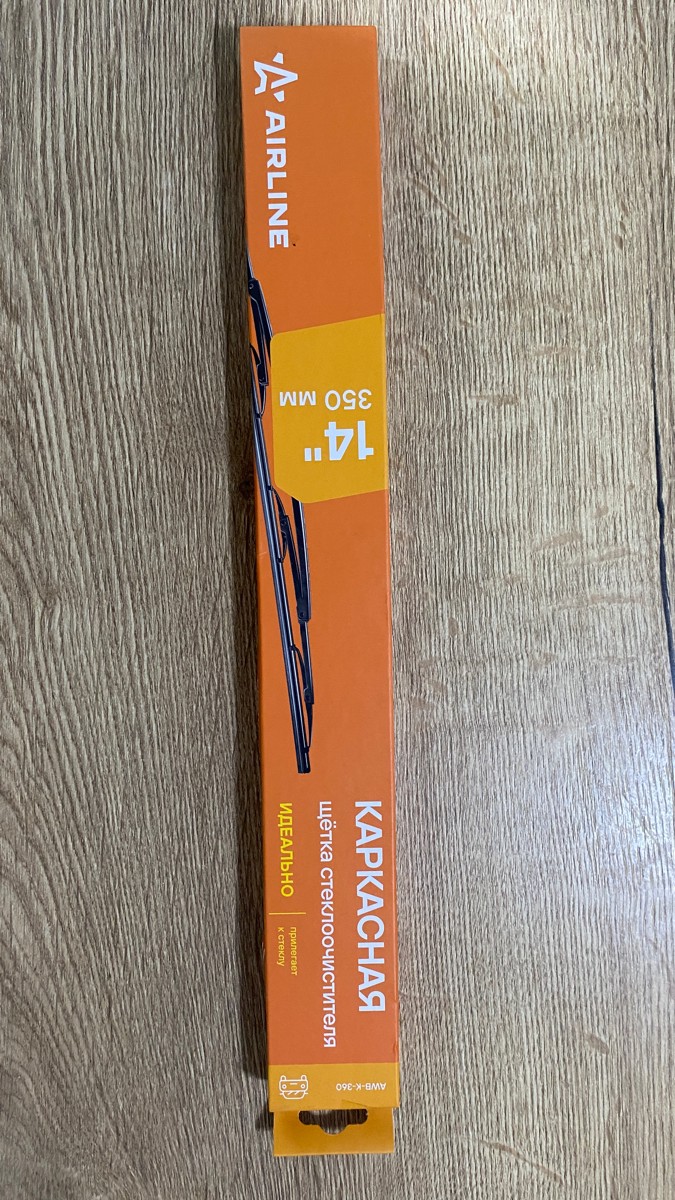 AIRLINE
14"
350 мм
КАРКАСНАЯ
щётка стеклоочистителя
ИДЕАЛЬНО
прилегает
к стеклу
AWB-K-360